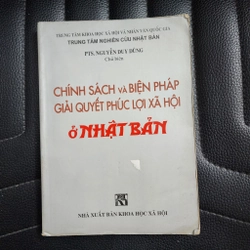 TRUNG TÂM KHOA HỌC XÃ HỘI VÀ NHÂN VĂN QUỐC GIA
TRUNG TÂM NGHIÊN CỨU NHẬT BẢN
PTS. NGUYỄN DUY DŨNG
Chủ biên
CHÍNH SÁCH VÀ BIỆN PHÁP
GIẢI QUYẾT PHÚC LỢI XÃ HỘI
Ở NHẬT BẢN
NHÀ XUẤT BẢN KHOA HỌC XÃ HỘI